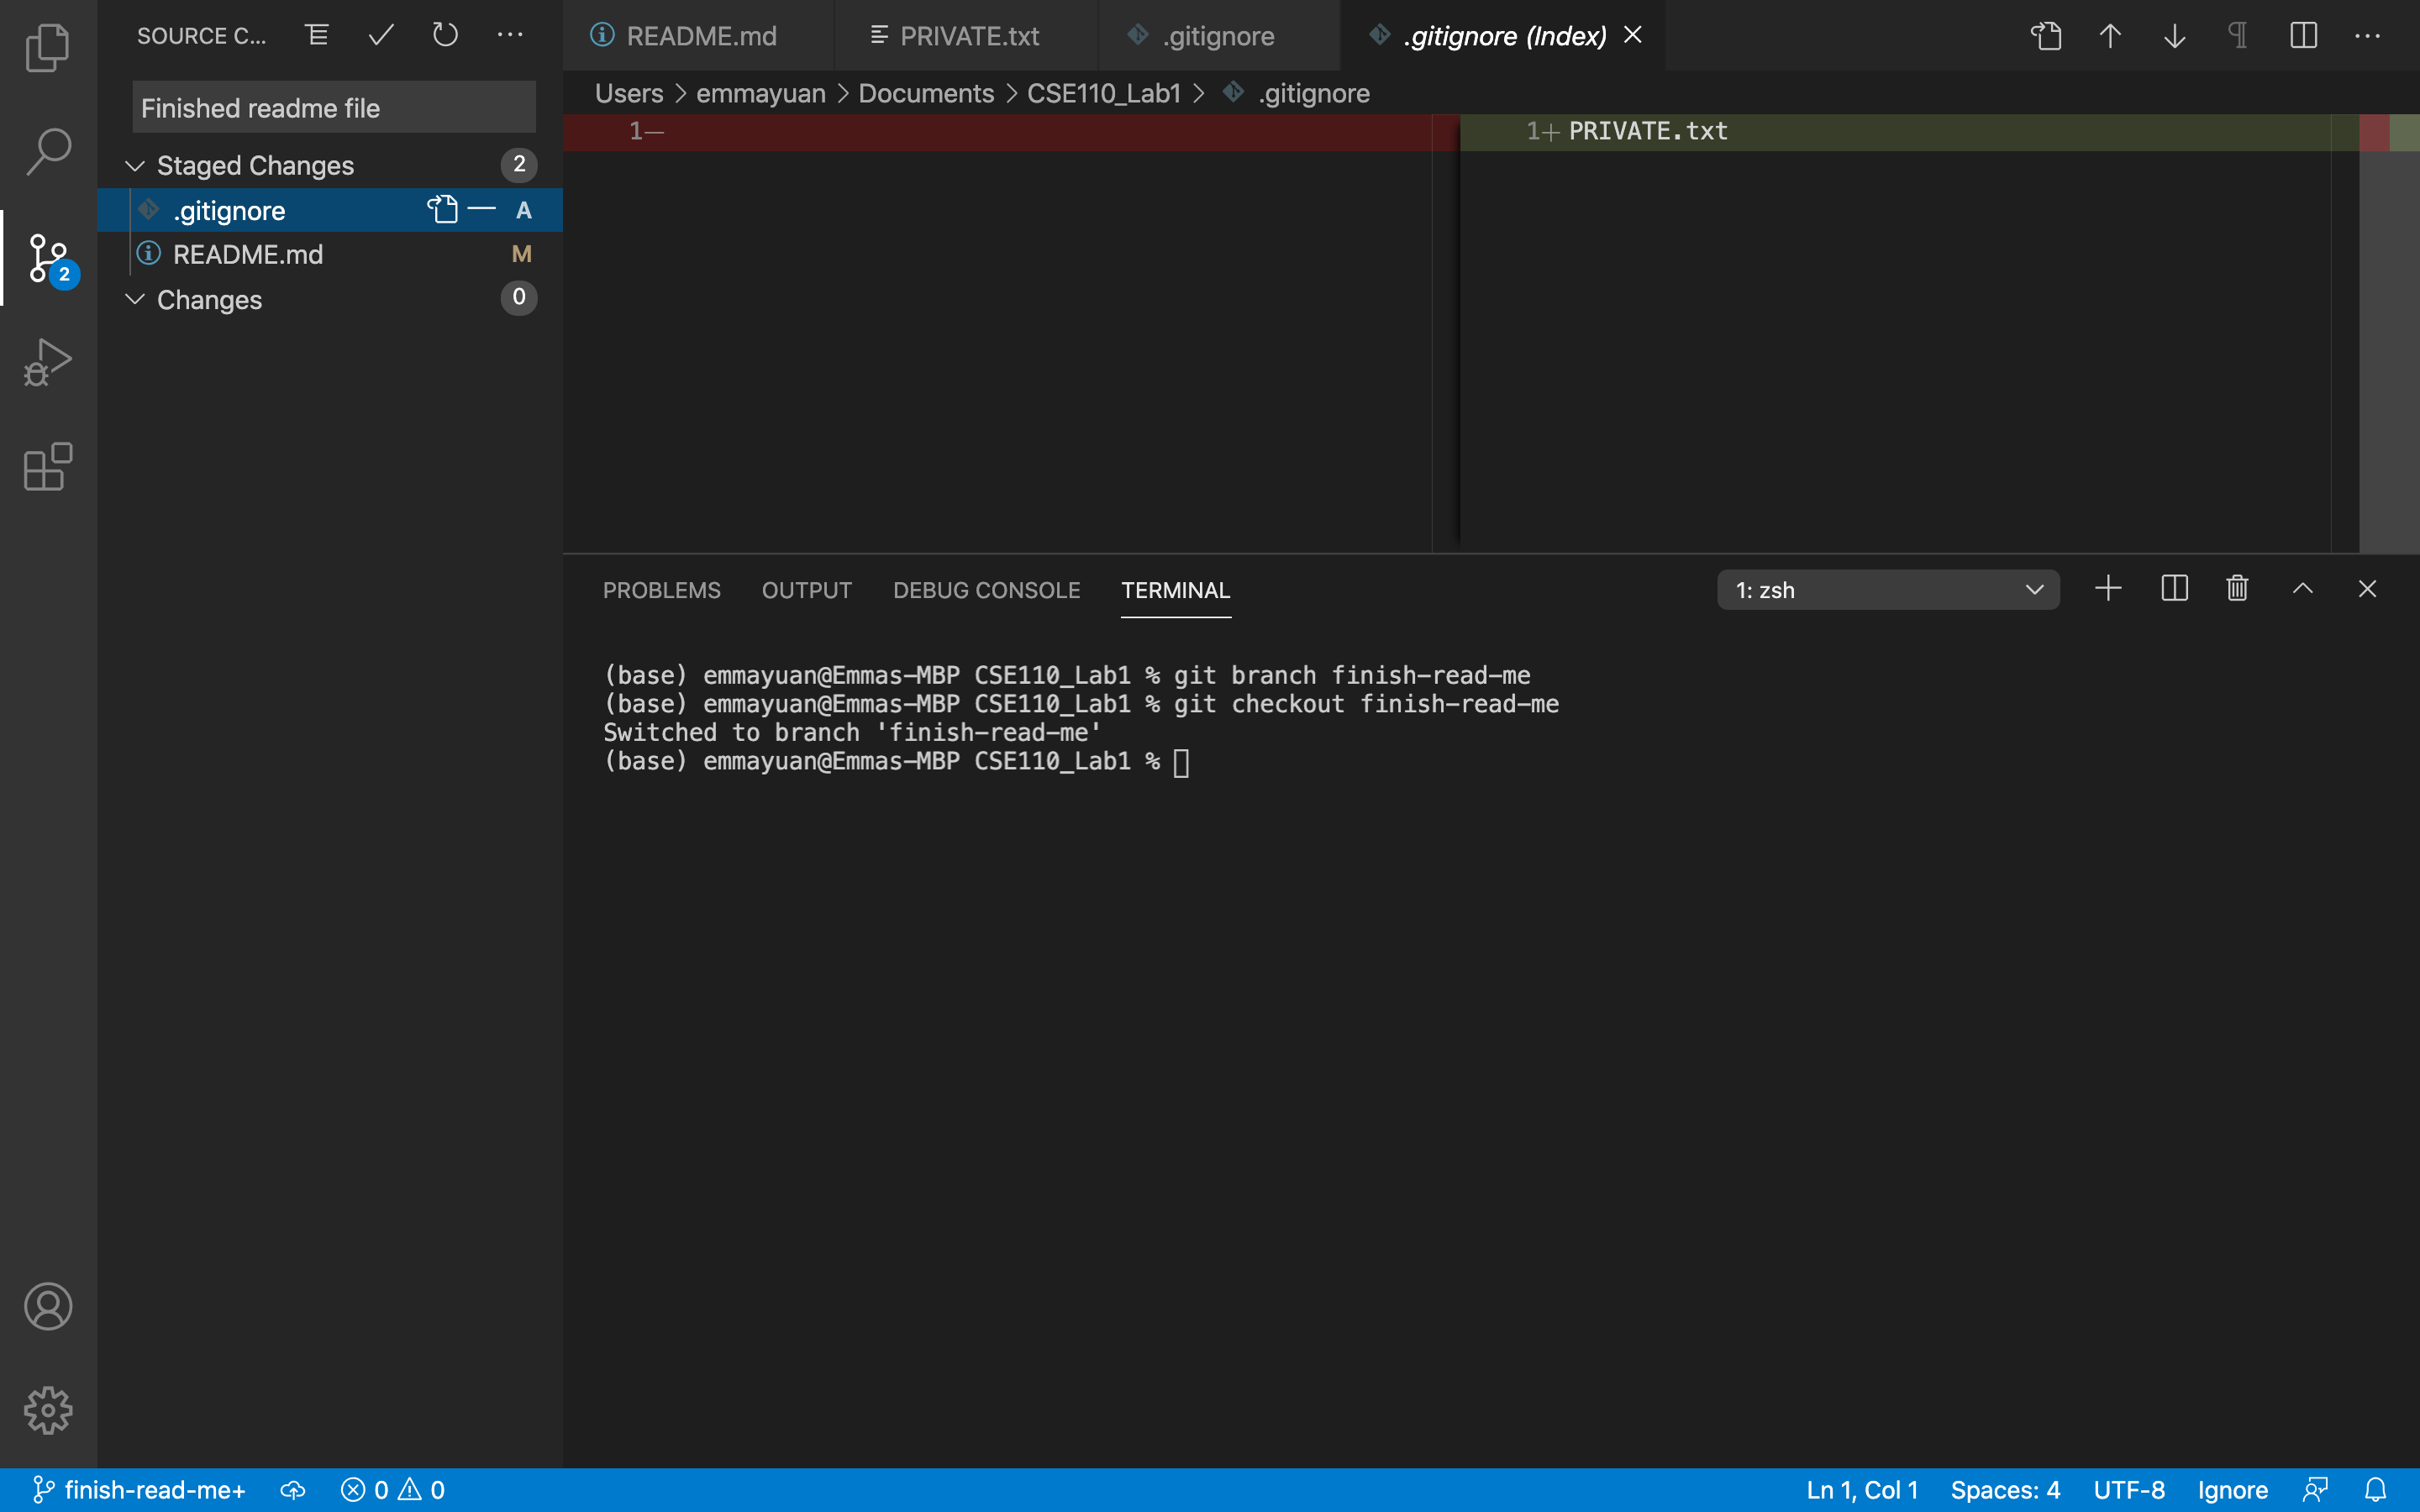 SOURCE C...
README.md
PRIVATE.txt
.gitignore
.gitignore (Index)
Users > emmayuan > Documents > CSE110_Lab1 > .gitignore
Finished readme file
Staged Changes 2
.gitignore A
README.md M
Changes 0
2
1—
1+ PRIVATE.txt
PROBLEMS OUTPUT DEBUG CONSOLE TERMINAL
1: zsh
(base) emmayuan@Emmas-MBP CSE110_Lab1 % git branch finish-read-me
(base) emmayuan@Emmas-MBP CSE110_Lab1 % git checkout finish-read-me
Switched to branch 'finish-read-me'
(base) emmayuan@Emmas-MBP CSE110_Lab1 %
finish-read-me+ 0 0 Ln 1, Col 1 Spaces: 4 UTF-8 Ignore